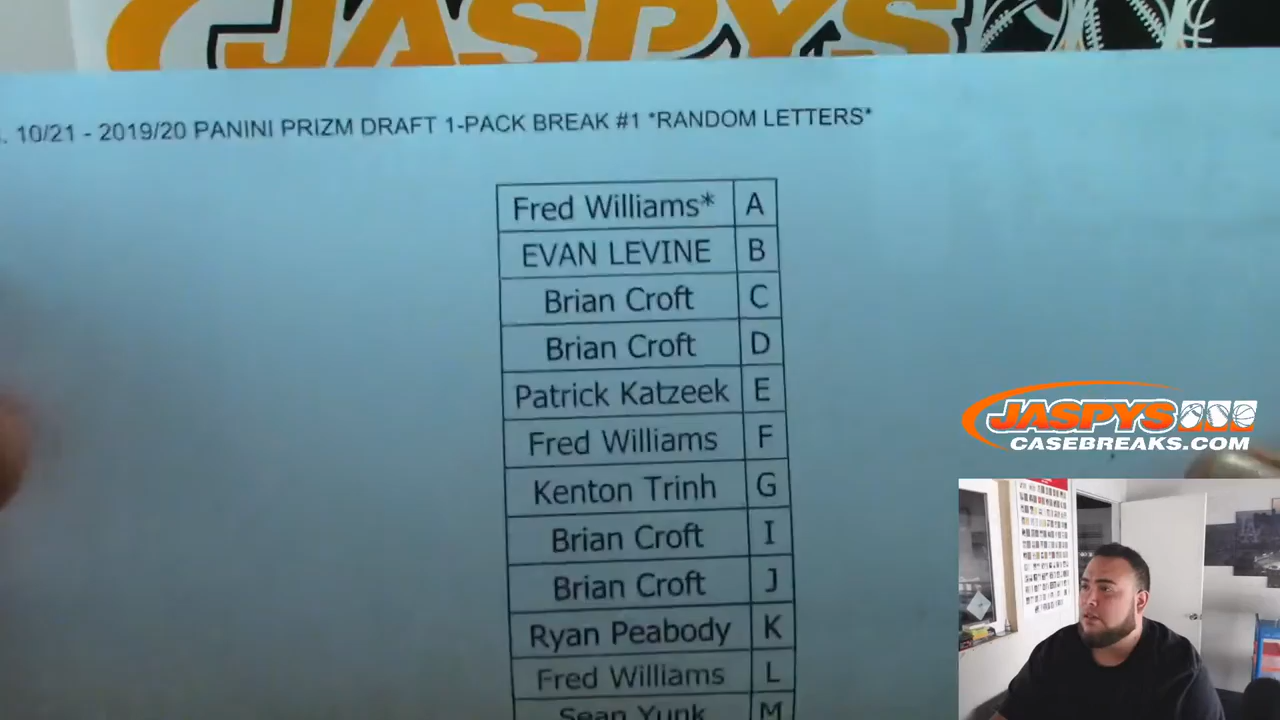 JASPYS
. 10/21 - 2019/20 PANINI PRIZM DRAFT 1-PACK BREAK #1 *RANDOM LETTERS*
Fred Williams* A
EVAN LEVINE B
Brian Croft C
Brian Croft D
Patrick Katzeek E
Fred Williams F
Kenton Trinh G
Brian Croft I
Brian Croft J
Ryan Peabody K
Fred Williams L
Sean Yunk M
JASPYS
CASEBREAKS.COM